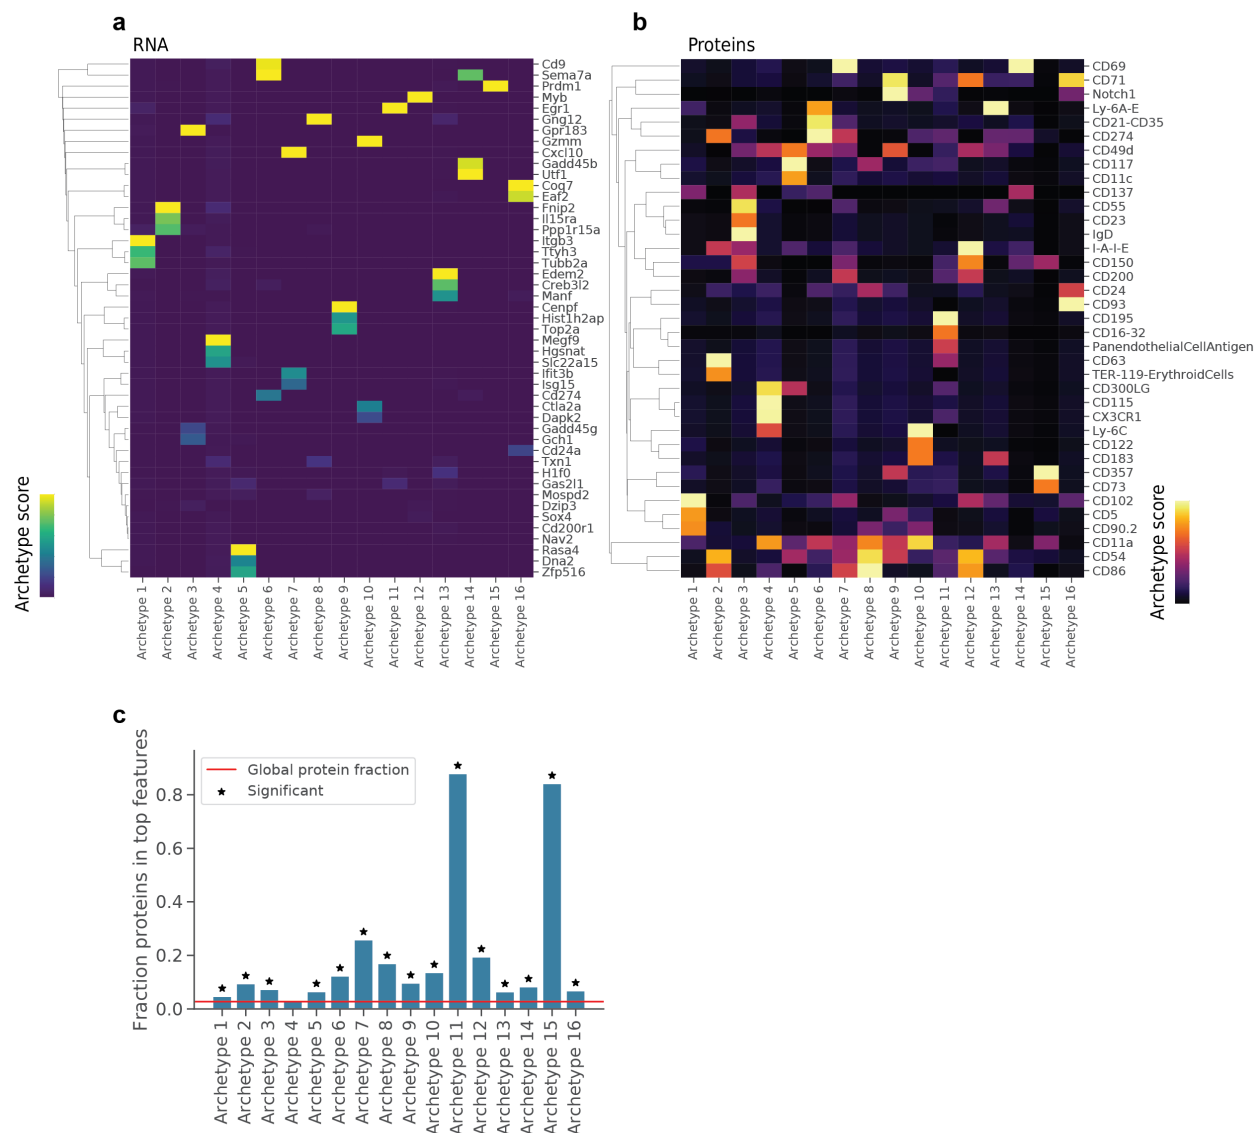 a
RNA
Cd9
Sema7a
Prdm1
Myb
Egr1
Gng12
Gpr183
Gzmm
Cxcl10
Gadd45b
Utf1
Cog7
Eaf2
Fnip2
Il15ra
Ppp1r15a
Itgb3
Ttyh3
Tubb2a
Edem2
Creb3l2
Manf
Cenpf
Hist1h2ap
Top2a
Megf9
Hgsnat
Slc22a15
Ifit3b
Isg15
Cd274
Ctla2a
Dapk2
Gadd45g
Gch1
Cd24a
Txn1
H1f0
Gas2l1
Mospd2
Dzip3
Sox4
Cd200r1
Nav2
Rasa4
Dna2
Zfp516
Archetype score
Archetype 1
Archetype 2
Archetype 3
Archetype 4
Archetype 5
Archetype 6
Archetype 7
Archetype 8
Archetype 9
Archetype 10
Archetype 11
Archetype 12
Archetype 13
Archetype 14
Archetype 15
Archetype 16
b
Proteins
CD69
CD71
Notch1
Ly-6A-E
CD21-CD35
CD274
CD49d
CD117
CD11c
CD137
CD55
CD23
IgD
I-A-I-E
CD150
CD200
CD24
CD93
CD195
CD16-32
PanendothelialCellAntigen
CD63
TER-119-ErythroidCells
CD300LG
CD115
CX3CR1
Ly-6C
CD122
CD183
CD357
CD73
CD102
CD5
CD90.2
CD11a
CD54
CD86
Archetype score
Archetype 1
Archetype 2
Archetype 3
Archetype 4
Archetype 5
Archetype 6
Archetype 7
Archetype 8
Archetype 9
Archetype 10
Archetype 11
Archetype 12
Archetype 13
Archetype 14
Archetype 15
Archetype 16
c
Fraction proteins in top features
Global protein fraction
Significant
0.8
0.6
0.4
0.2
0.0
Archetype 1
Archetype 2
Archetype 3
Archetype 4
Archetype 5
Archetype 6
Archetype 7
Archetype 8
Archetype 9
Archetype 10
Archetype 11
Archetype 12
Archetype 13
Archetype 14
Archetype 15
Archetype 16